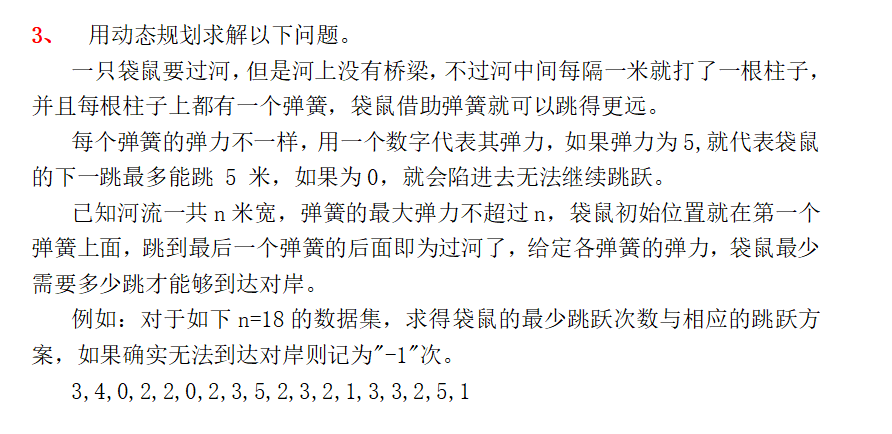 3、 用动态规划求解以下问题。
一只袋鼠要过河,但是河上没有桥梁,不过河中间每隔一米就打了一根柱子,
并且每根柱子上都有一个弹簧,袋鼠借助弹簧就可以跳得更远。
每个弹簧的弹力不一样,用一个数字代表其弹力,如果弹力为5,就代表袋鼠
的下一跳最多能跳 5 米,如果为0,就会陷进去无法继续跳跃。
已知河流一共n米宽,弹簧的最大弹力不超过n,袋鼠初始位置就在第一个
弹簧上面,跳到最后一个弹簧的后面即为过河了,给定各弹簧的弹力,袋鼠最少
需要多少跳才能够到达对岸。
例如:对于如下n=18的数据集,求得袋鼠的最少跳跃次数与相应的跳跃方
案,如果确实无法到达对岸则记为"-1"次。
3,4,0,2,2,0,2,3,5,2,3,2,1,3,3,2,5,1